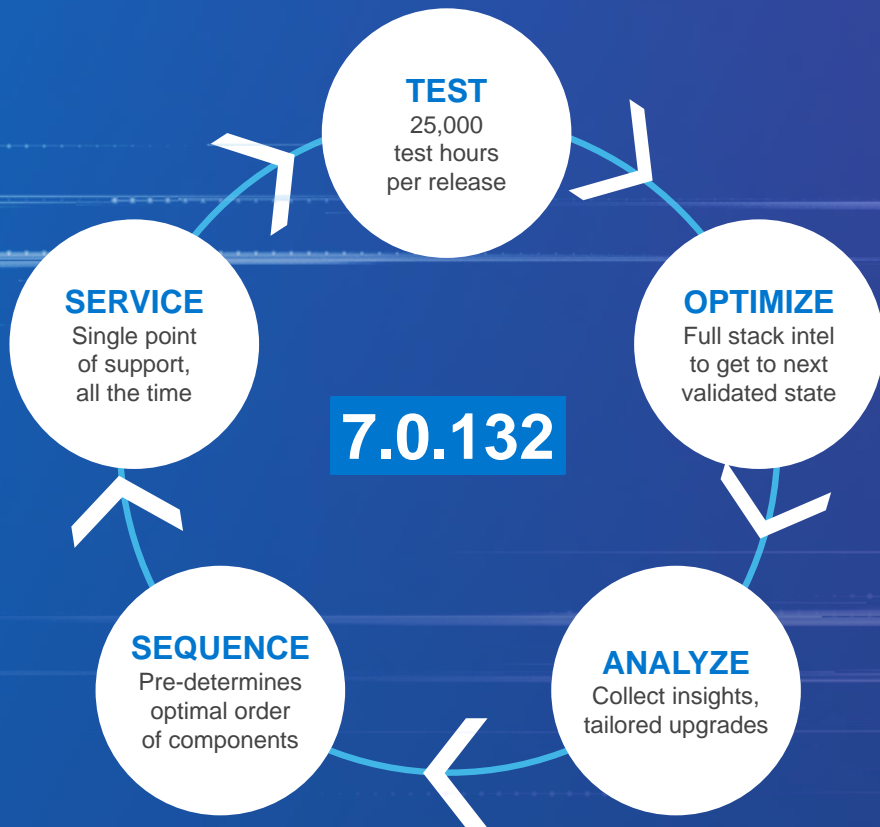 TEST
25,000
test hours
per release
OPTIMIZE
Full stack intel
to get to next
validated state
ANALYZE
Collect insights,
tailored upgrades
SEQUENCE
Pre-determines
optimal order
of components
SERVICE
Single point
of support,
all the time
7.0.132